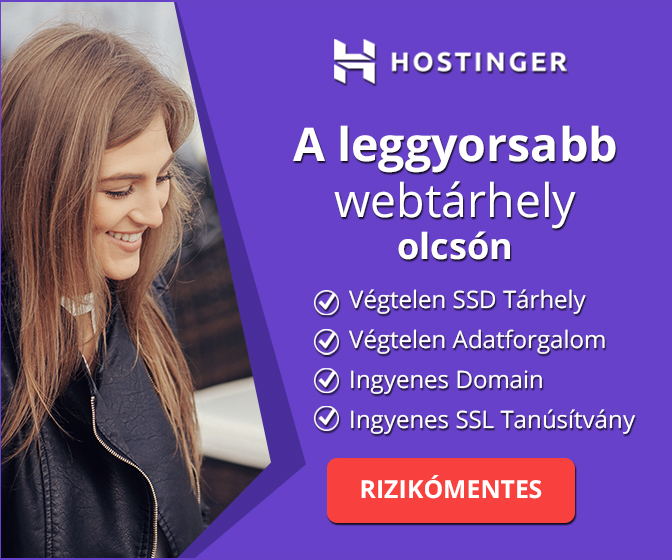 HOSTINGER
A leggyorsabb
webtárhely
olcsón
Végtelen SSD Tárhely
Végtelen Adatforgalom
Ingyenes Domain
Ingyenes SSL Tanúsítvány
RIZIKÓMENTES